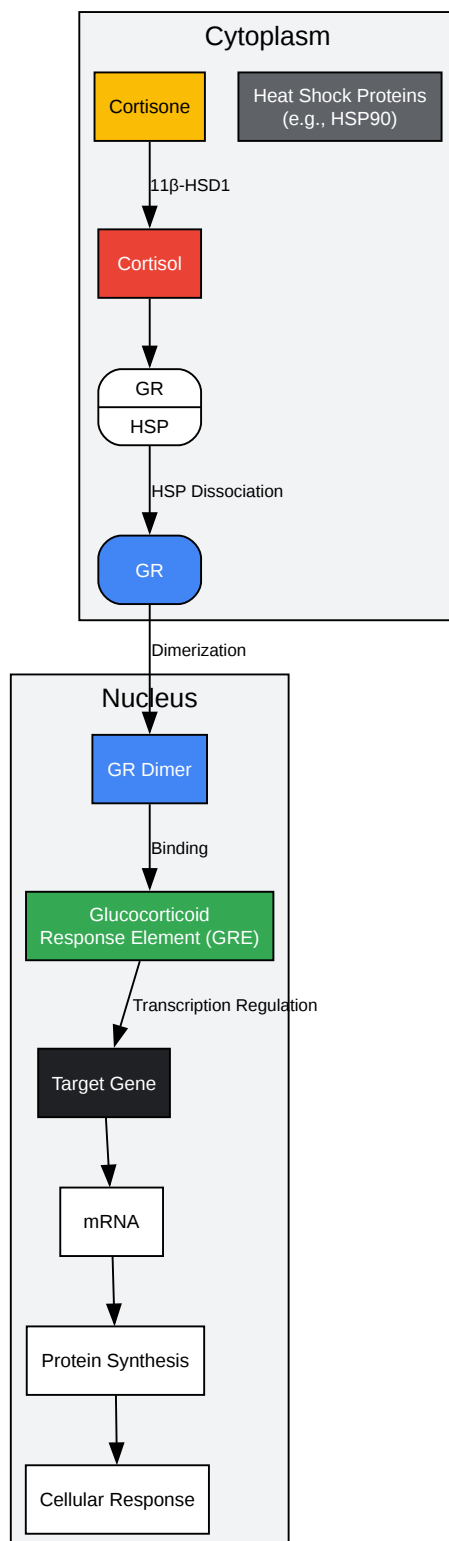 Cytoplasm
Cortisone
Heat Shock Proteins
(e.g., HSP90)
11β-HSD1
Cortisol
GR
HSP
HSP Dissociation
GR
Dimerization
Nucleus
GR Dimer
Binding
Glucocorticoid
Response Element (GRE)
Transcription Regulation
Target Gene
mRNA
Protein Synthesis
Cellular Response